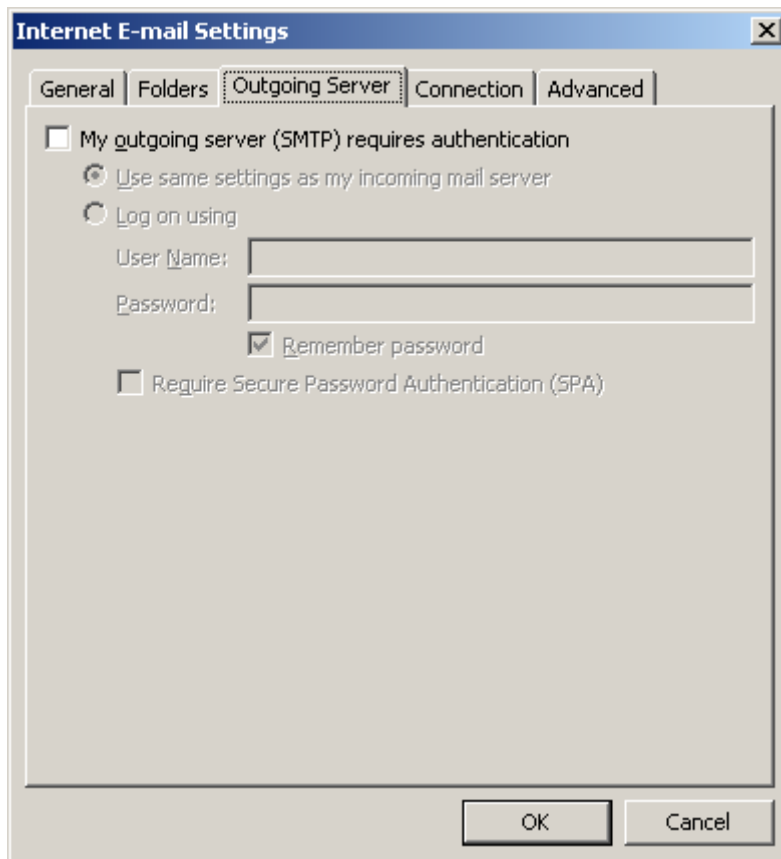 Internet E-mail Settings
General Folders Outgoing Server Connection Advanced
My outgoing server (SMTP) requires authentication
Use same settings as my incoming mail server
Log on using
User Name:
Password:
Remember password
Require Secure Password Authentication (SPA)
OK Cancel